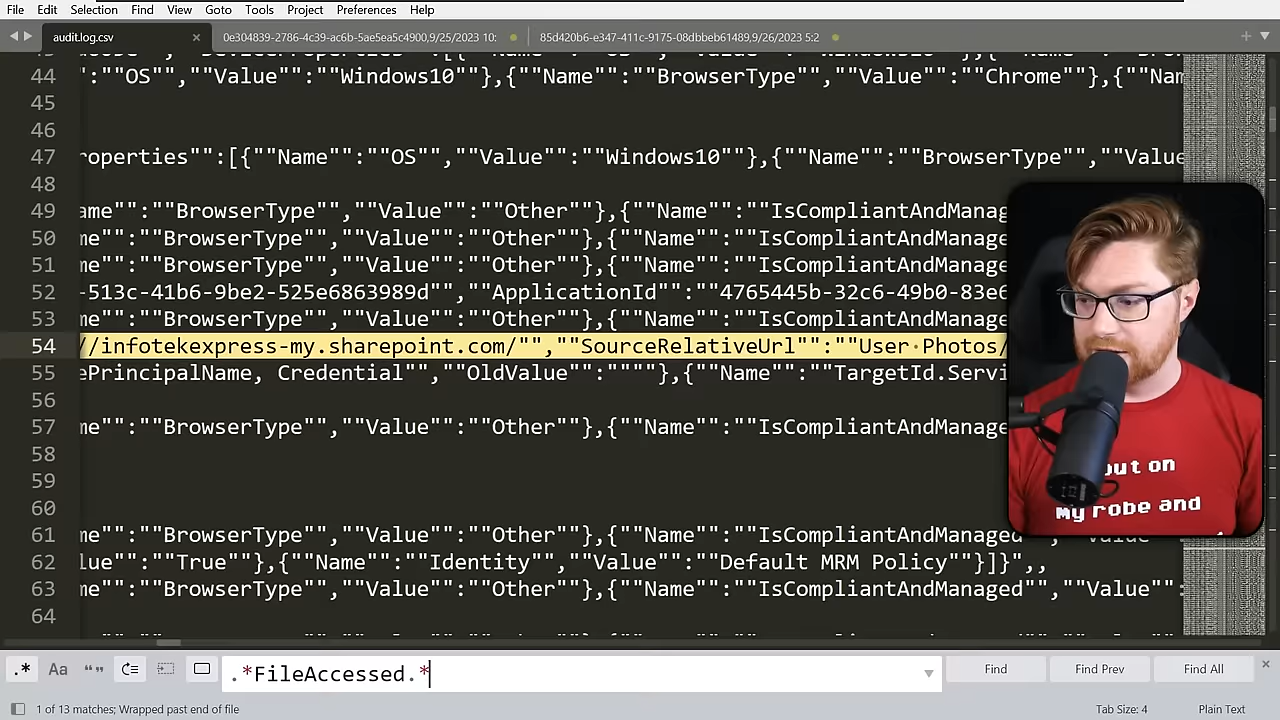 File Edit Selection Find View Goto Tools Project Preferences Help
audit.log.csv × 0e304839-2786-4c39-ac6b-5ae5ea5c4900,9/25/2023 10: 85d420b6-e347-411c-9175-08dbbeb61489,9/26/2023 5:2
44 ":""OS"",""Value"":""Windows10""},{""Name"":""BrowserType"",""Value"":""Chrome""},{""Nam
45
46
47 roperties"":[{""Name"":""OS"",""Value"":""Windows10""},{""Name"":""BrowserType"",""Value
48
49 ame"":""BrowserType"",""Value"":""Other""},{""Name"":""IsCompliantAndManage
50 me"":""BrowserType"",""Value"":""Other""},{""Name"":""IsCompliantAndManage
51 me"":""BrowserType"",""Value"":""Other""},{""Name"":""IsCompliantAndManage
52 -513c-41b6-9be2-525e6863989d"",""ApplicationId"":""4765445b-32c6-49b0-83e6
53 me"":""BrowserType"",""Value"":""Other""},{""Name"":""IsCompliantAndManage
54 //infotekexpress-my.sharepoint.com/"",""SourceRelativeUrl"":""User Photos/
55 ePrincipalName, Credential"",""OldValue"":""""},{""Name"":""TargetId.Servi
56
57 me"":""BrowserType"",""Value"":""Other""},{""Name"":""IsCompliantAndManage
58
59
60
61 me"":""BrowserType"",""Value"":""Other""},{""Name"":""IsCompliantAndManaged
62 lue"":""True""},{""Name"":""Identity"",""Value"":""Default MRM Policy""}]}",,
63 me"":""BrowserType"",""Value"":""Other""},{""Name"":""IsCompliantAndManaged"",""Value"":
64
my robe and
.* Aa .*FileAccessed.* Find Find Prev Find All ×
1 of 13 matches; Wrapped past end of file Tab Size: 4 Plain Text